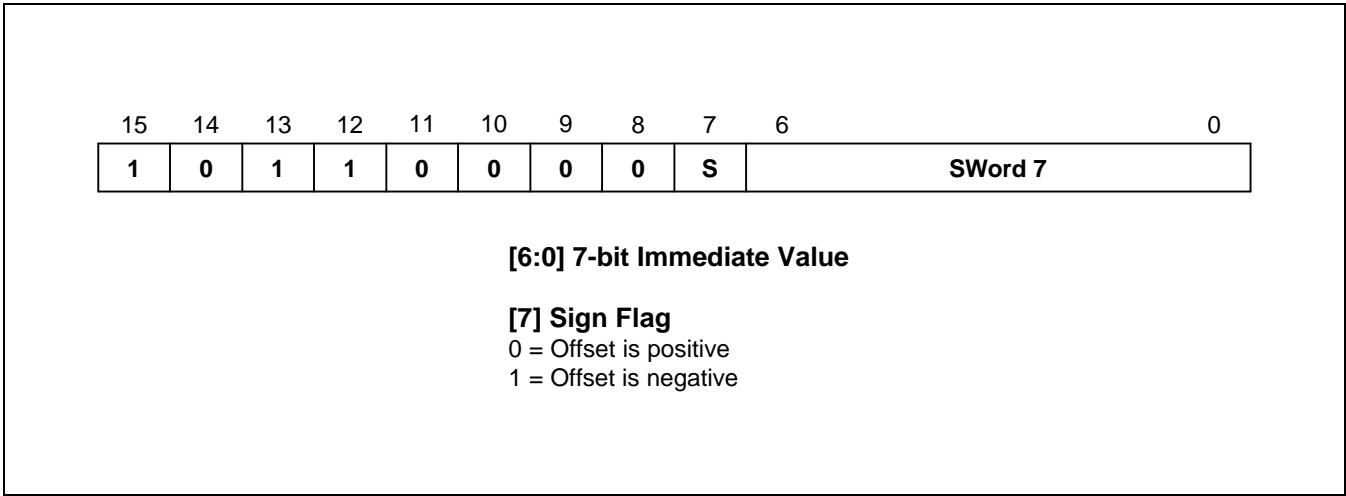 15 14 13 12 11 10 9 8 7 6 0
1 0 1 1 0 0 0 0 S SWord 7
[6:0] 7-bit Immediate Value
[7] Sign Flag
0 = Offset is positive
1 = Offset is negative